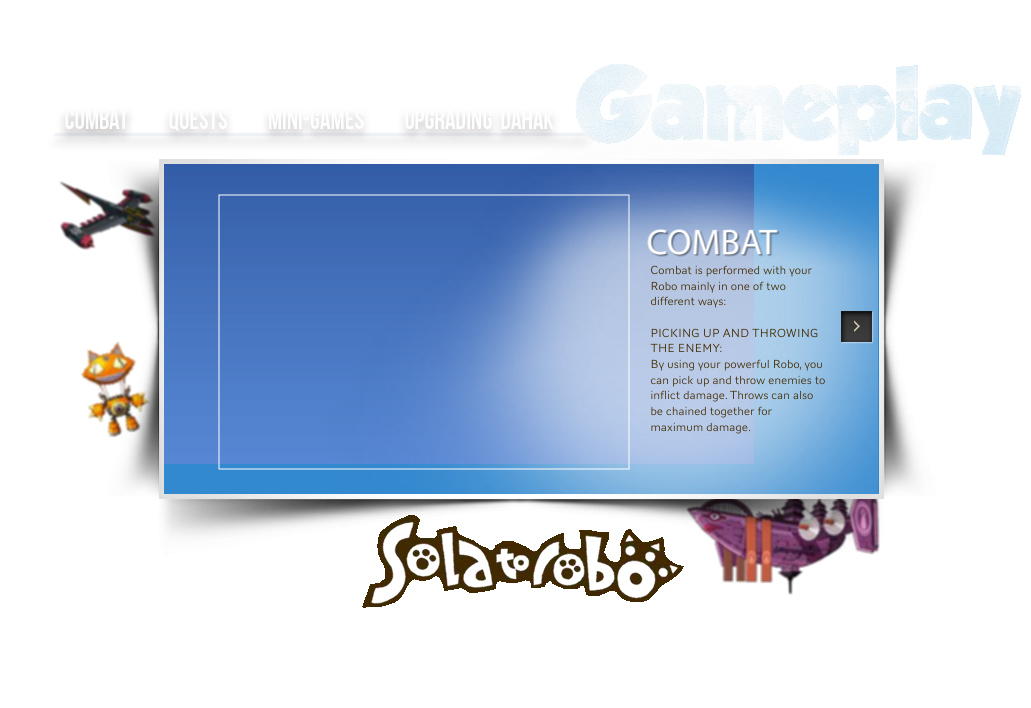 COMBAT QUESTS MINI-GAMES UPGRADING DAHAK
Gameplay
COMBAT
Combat is performed with your
Robo mainly in one of two
different ways:
PICKING UP AND THROWING
THE ENEMY:
By using your powerful Robo, you
can pick up and throw enemies to
inflict damage. Throws can also
be chained together for
maximum damage.
Solatorobo